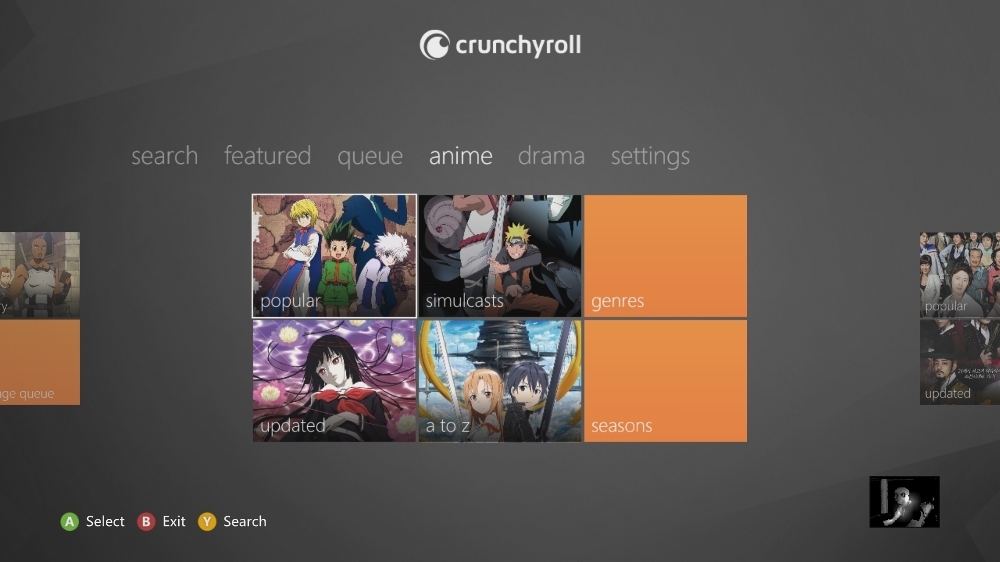 crunchyroll
search featured queue anime drama settings
popular simulcasts genres
popular
queue
updated
updated a to z seasons
A Select B Exit Y Search